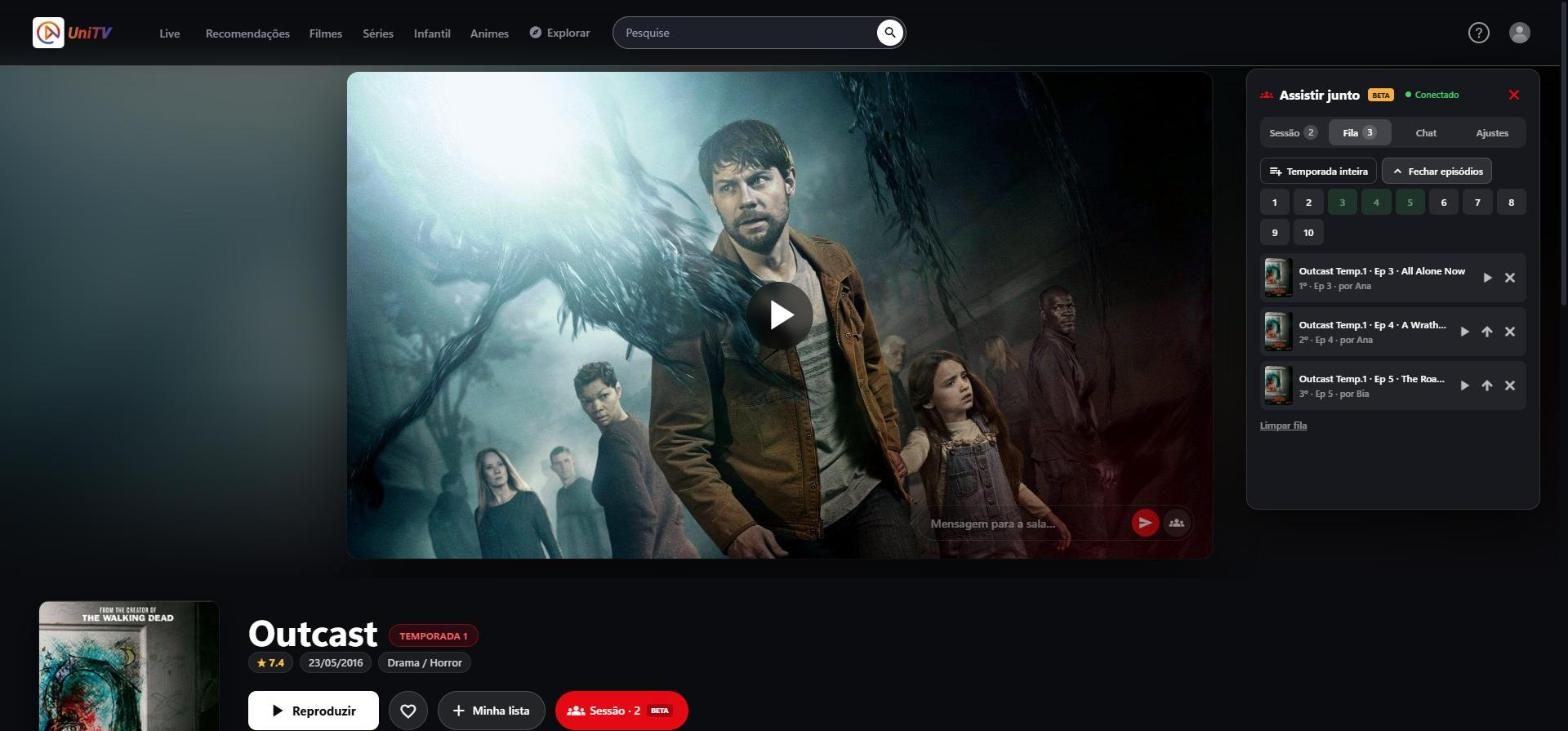 UniTV
Live
Recomendações
Filmes
Séries
Infantil
Animes
Explorar
Pesquise
?
Assistir junto BETA Conectado
Sessão 2
Fila 3
Chat
Ajustes
Temporada inteira
Fechar episódios
1 2 3 4 5 6 7 8
9 10
Outcast Temp.1 · Ep 3 · All Alone Now
1º · Ep 3 · por Ana
Outcast Temp.1 · Ep 4 · A Wrath...
2º · Ep 4 · por Ana
Outcast Temp.1 · Ep 5 · The Roa...
3º · Ep 5 · por Bia
Limpar fila
Mensagem para a sala...
FROM THE CREATOR OF
THE WALKING DEAD
Outcast TEMPORADA 1
7.4 23/05/2016 Drama / Horror
Reproduzir
Minha lista
Sessão · 2 BETA